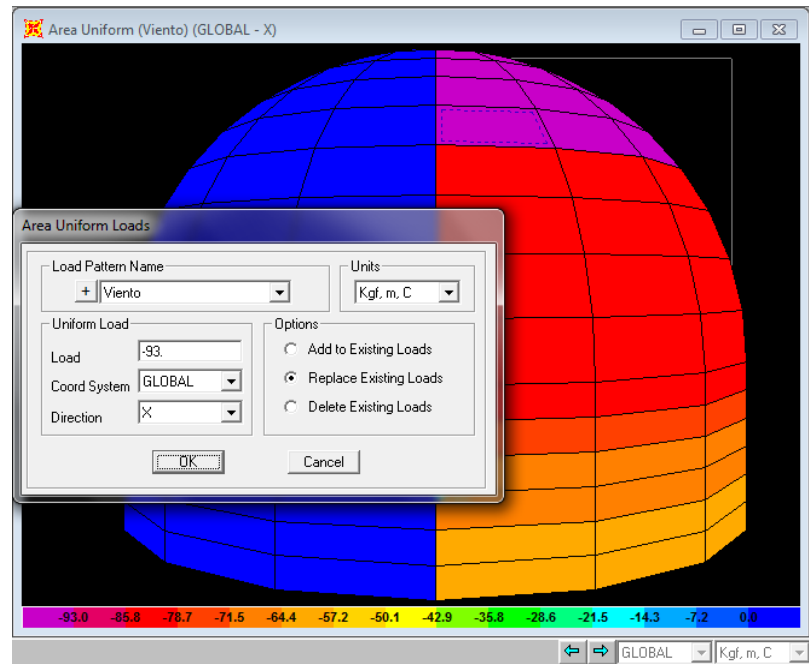 Area Uniform (Viento) (GLOBAL - X)
Area Uniform Loads
Load Pattern Name
+ Viento
Units
Kgf, m, C
Uniform Load
Load -93.
Coord System GLOBAL
Direction X
Options
Add to Existing Loads
Replace Existing Loads
Delete Existing Loads
OK Cancel
-93.0 -85.8 -78.7 -71.5 -64.4 -57.2 -50.1 -42.9 -35.8 -28.6 -21.5 -14.3 -7.2 0.0
GLOBAL Kgf, m, C